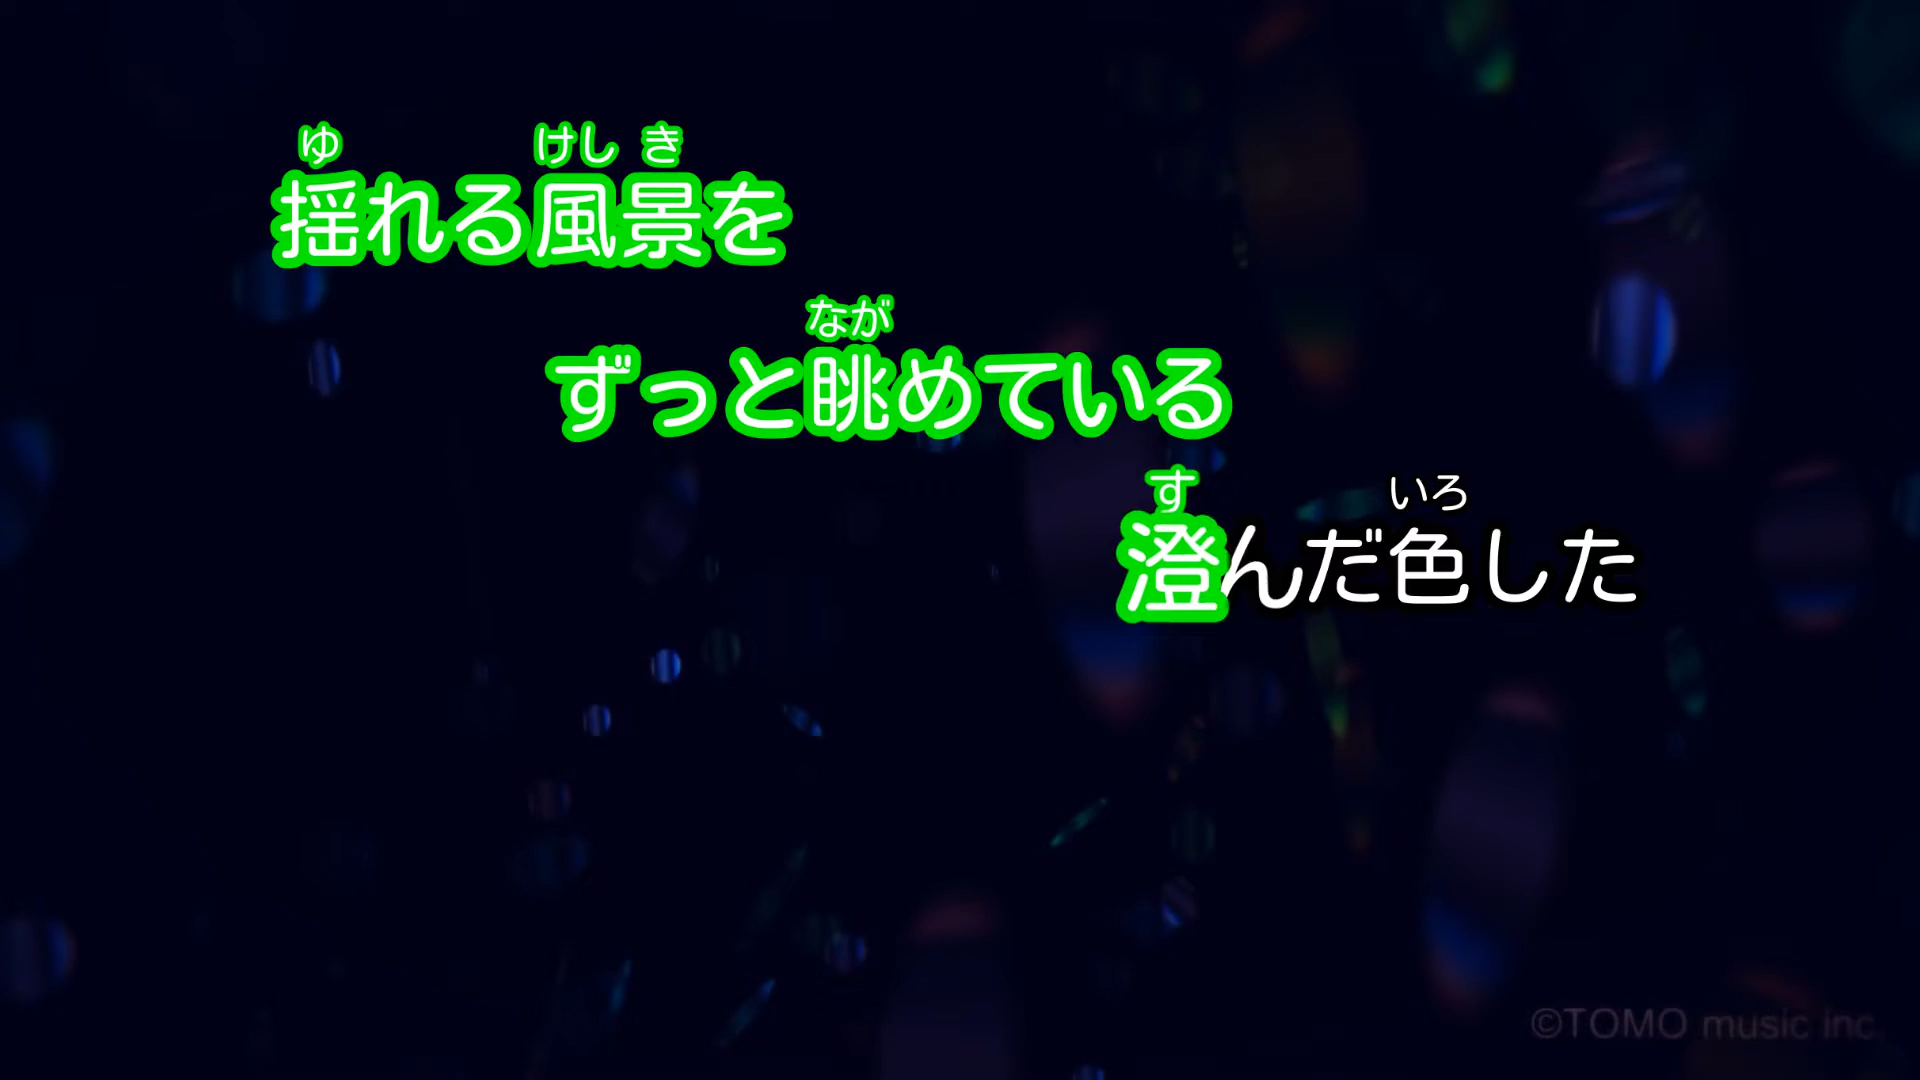 ゆ けしき
揺れる風景を
なが
ずっと眺めている
す いろ
澄んだ色した
©TOMO music inc.